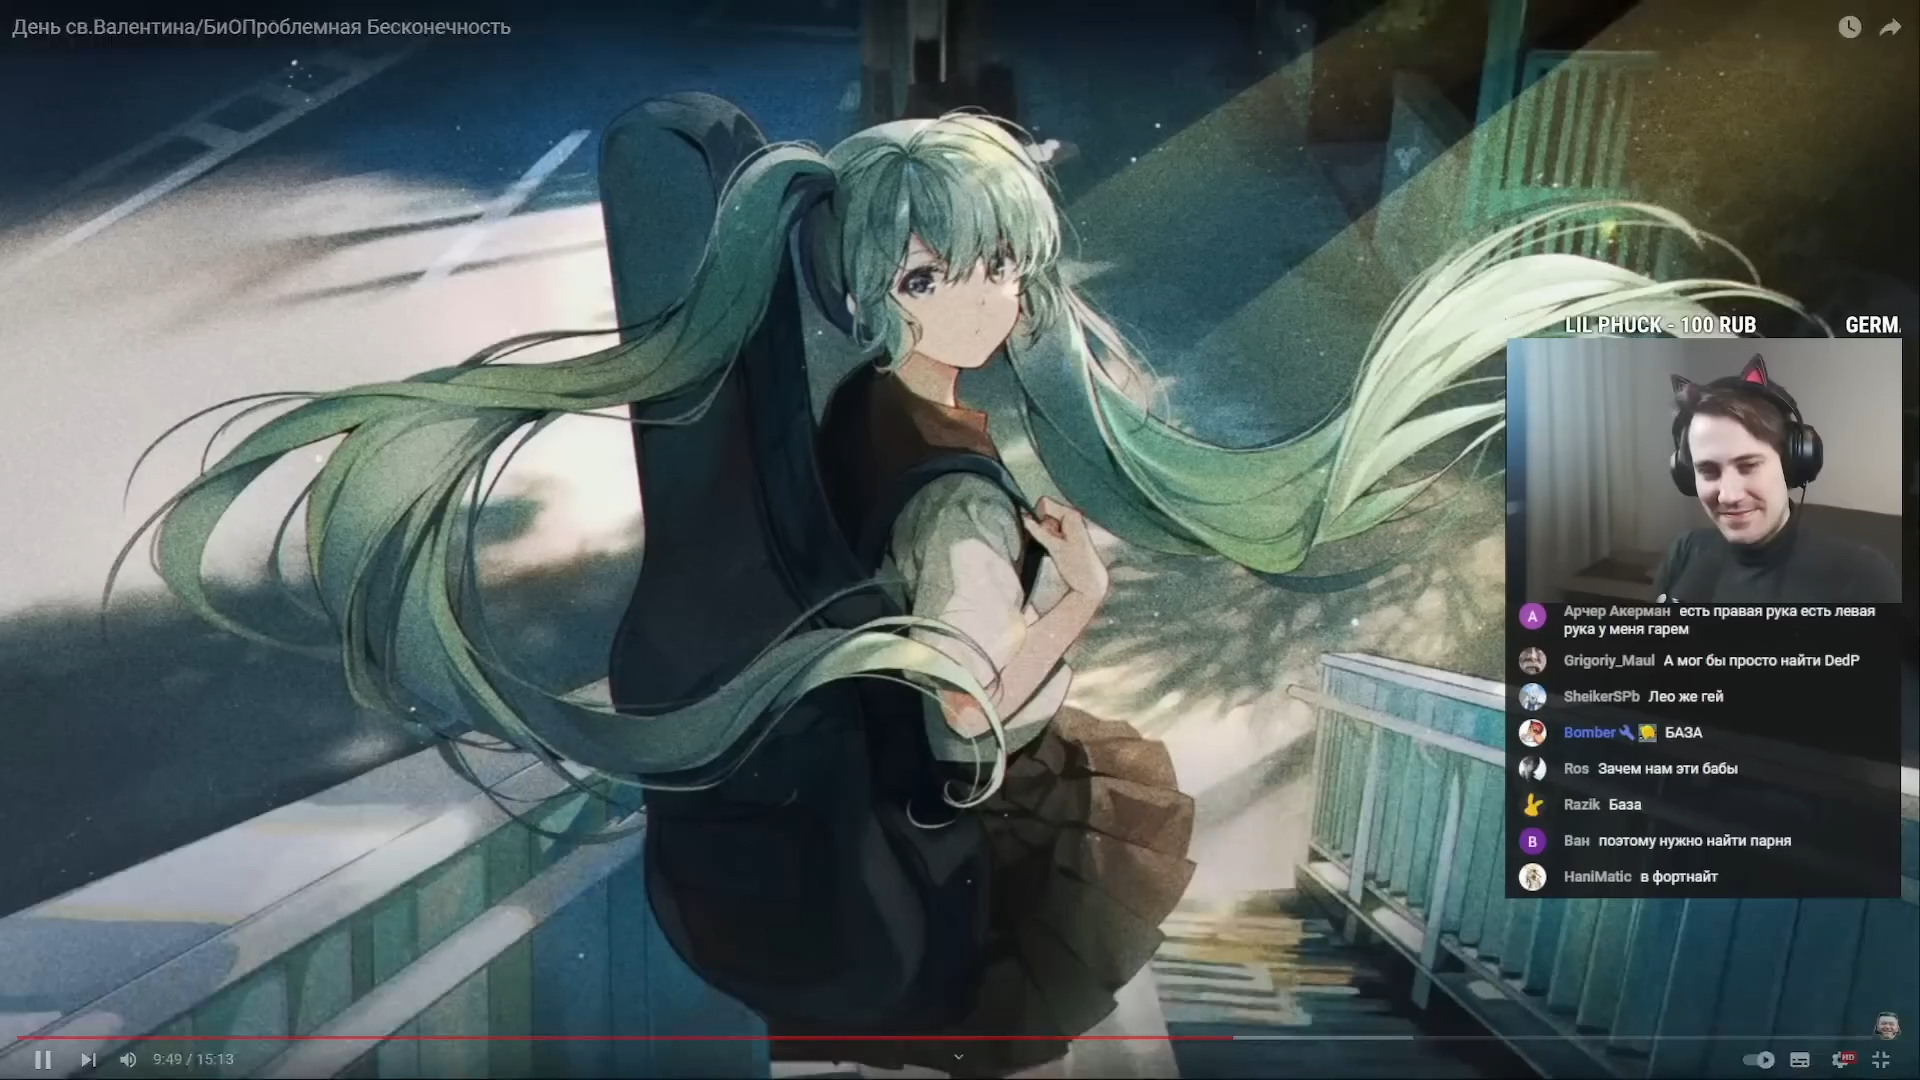 День св.Валентина/БиОПроблемная Бесконечность
LIL PHUCK - 100 RUB GERM
Арчер Акерман есть правая рука есть левая
рука у меня гарем
Grigoriy_Maul А мог бы просто найти DedP
SheikerSPb Лео же гей
Bomber БАЗА
Ros Зачем нам эти бабы
Razik База
В Ван поэтому нужно найти парня
HaniMatic в фортнайт
9:49 / 15:13
HD